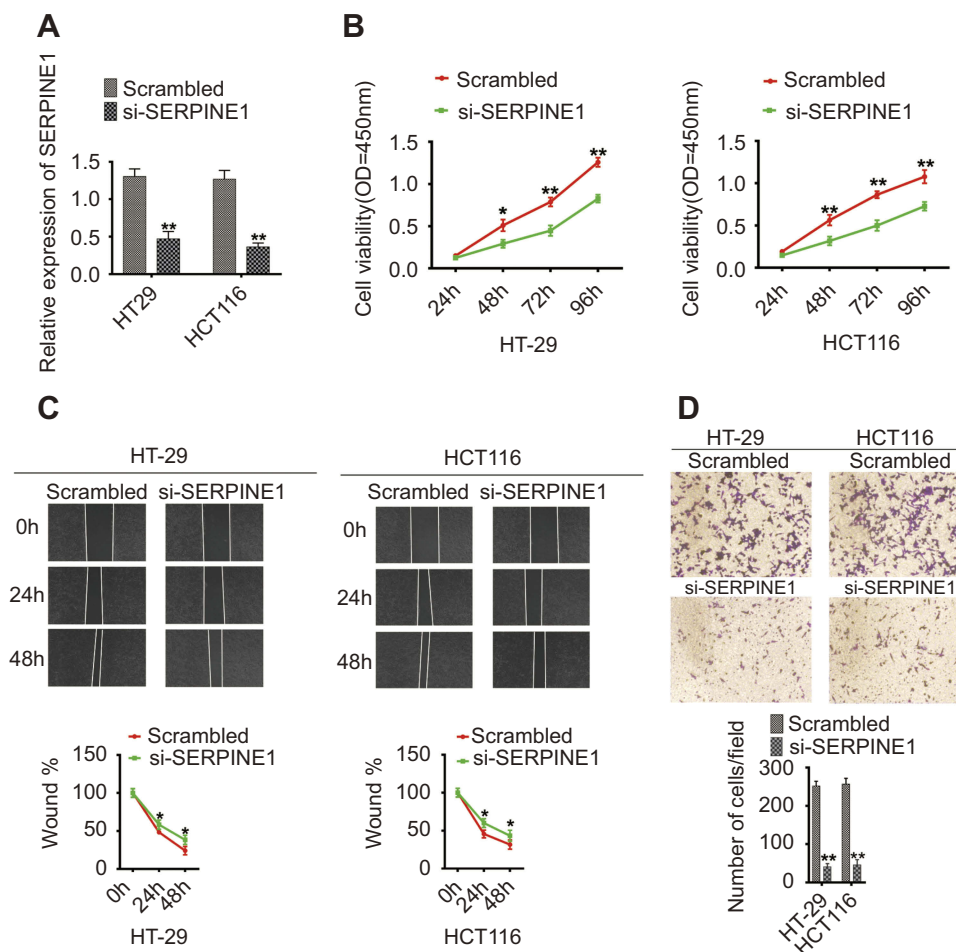 A
Scrambled
si-SERPINE1
Relative expression of SERPINE1
1.5
1.0
0.5
0.0
** **
HT29 HCT116
B
Scrambled
si-SERPINE1
Cell viability(OD=450nm)
1.5
1.0
0.5
0.0
* ** **
24h 48h 72h 96h
HT-29
Scrambled
si-SERPINE1
Cell viability(OD=450nm)
1.5
1.0
0.5
0.0
** ** **
24h 48h 72h 96h
HCT116
C
HT-29
Scrambled si-SERPINE1
0h
24h
48h
HCT116
Scrambled si-SERPINE1
0h
24h
48h
Scrambled
si-SERPINE1
Wound %
150
100
50
0
* *
0h 24h 48h
HT-29
Scrambled
si-SERPINE1
Wound %
150
100
50
0
* *
0h 24h 48h
HCT116
D
HT-29 HCT116
Scrambled Scrambled
si-SERPINE1 si-SERPINE1
Scrambled
si-SERPINE1
Number of cells/field
300
200
100
0
** **
HT-29 HCT116